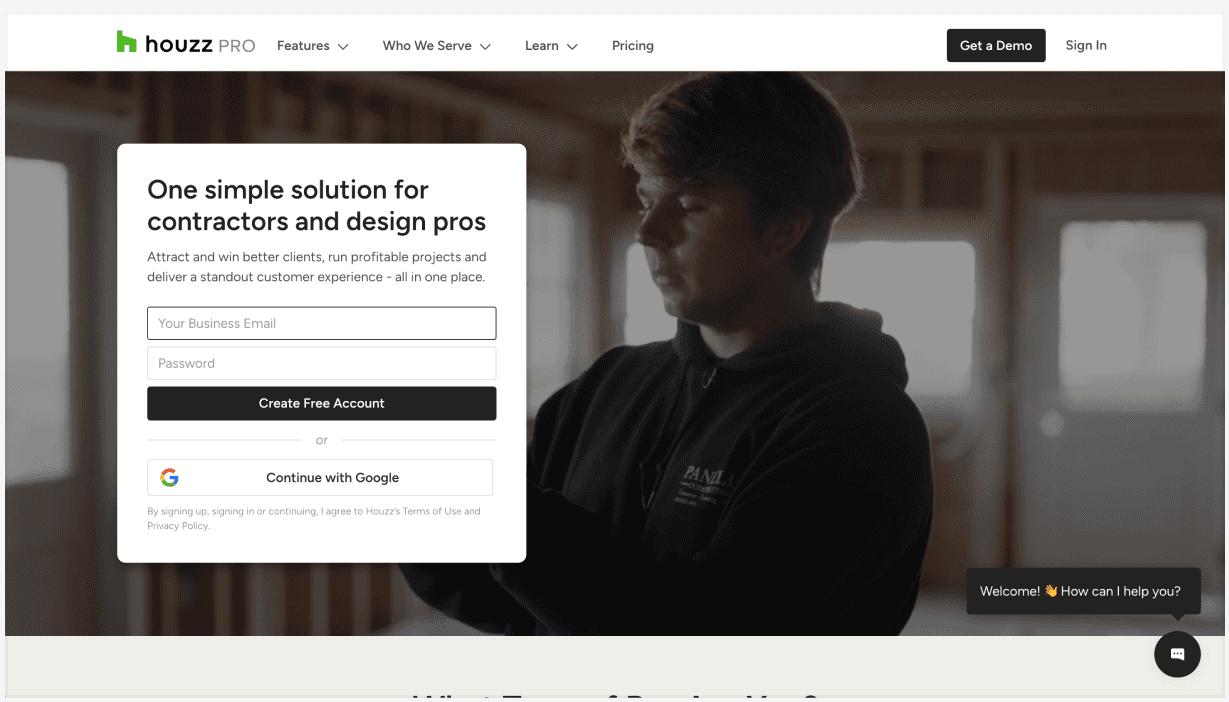 houzz PRO Features Who We Serve Learn Pricing Get a Demo Sign In
One simple solution for
contractors and design pros
Attract and win better clients, run profitable projects and
deliver a standout customer experience - all in one place.
Your Business Email
Password
Create Free Account
or
Continue with Google
By signing up, signing in or continuing, I agree to Houzz's Terms of Use and
Privacy Policy.
Welcome! 👋 How can I help you?